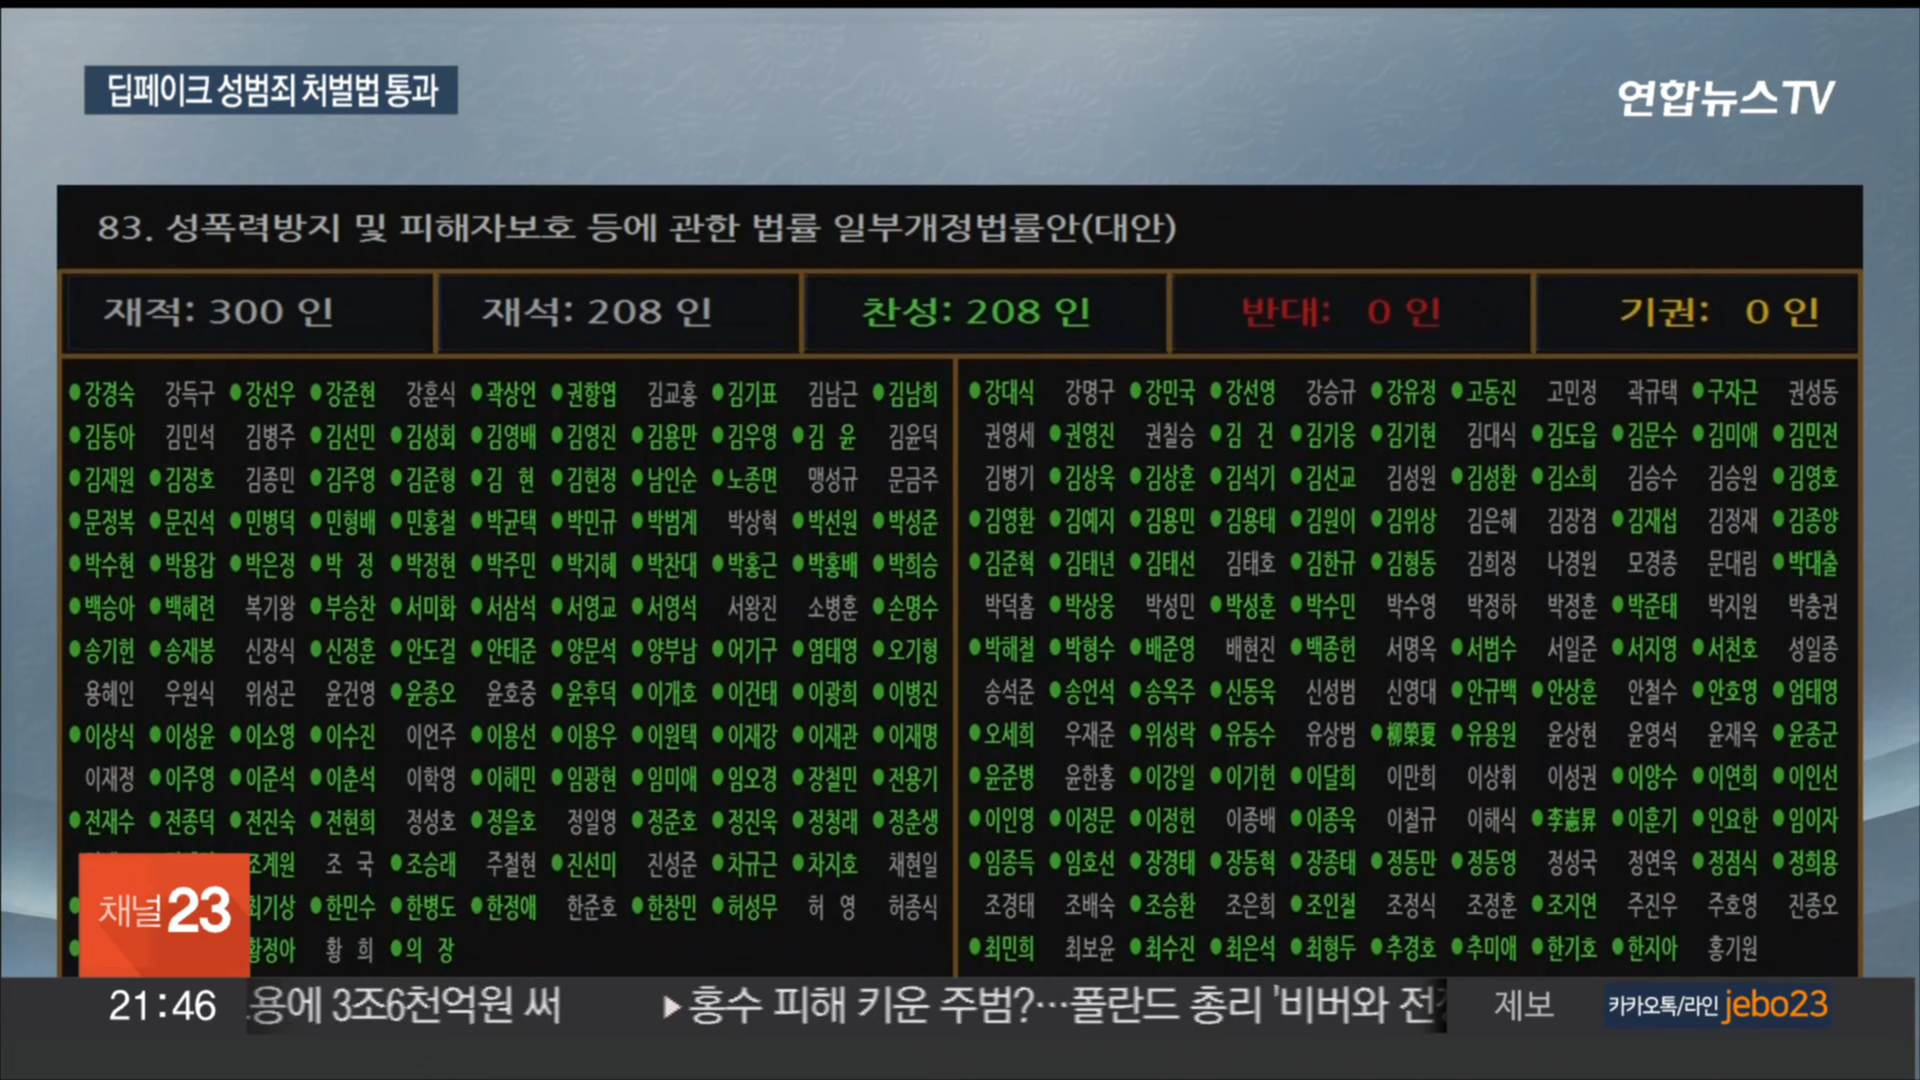 딥페이크 성범죄 처벌법 통과
연합뉴스TV
83. 성폭력방지 및 피해자보호 등에 관한 법률 일부개정법률안(대안)
재적: 300 인 재석: 208 인 찬성: 208 인 반대: 0 인 기권: 0 인
강경숙 강득구 강선우 강준현 강훈식 곽상언 권향엽 김교흥 김기표 김남근 김남희
김동아 김민석 김병주 김선민 김성회 김영배 김영진 김용만 김우영 김 윤 김윤덕
김재원 김정호 김종민 김주영 김준형 김 현 김현정 남인순 노종면 맹성규 문금주
문정복 문진석 민병덕 민형배 민홍철 박균택 박민규 박범계 박상혁 박선원 박성준
박수현 박용갑 박은정 박 정 박정현 박주민 박지혜 박찬대 박홍근 박홍배 박희승
백승아 백혜련 복기왕 부승찬 서미화 서삼석 서영교 서영석 서왕진 소병훈 손명수
송기헌 송재봉 신장식 신정훈 안도걸 안태준 양문석 양부남 어기구 염태영 오기형
용혜인 우원식 위성곤 윤건영 윤종오 윤호중 윤후덕 이개호 이건태 이광희 이병진
이상식 이성윤 이소영 이수진 이언주 이용선 이용우 이원택 이재강 이재관 이재명
이재정 이주영 이준석 이춘석 이학영 이해민 임광현 임미애 임오경 장철민 전용기
전재수 전종덕 전진숙 전현희 정성호 정을호 정일영 정준호 정진욱 정청래 정춘생
조계원 조 국 조승래 주철현 진선미 진성준 차규근 차지호 채현일
최기상 한민수 한병도 한정애 한준호 한창민 허성무 허 영 허종식
황정아 황 희 의 장
강대식 강명구 강민국 강선영 강승규 강유정 고동진 고민정 곽규택 구자근 권성동
권영세 권영진 권칠승 김 건 김기웅 김기현 김대식 김도읍 김문수 김미애 김민전
김병기 김상욱 김상훈 김석기 김선교 김성원 김성환 김소희 김승수 김승원 김영호
김영환 김예지 김용민 김용태 김원이 김위상 김은혜 김장겸 김재섭 김정재 김종양
김준혁 김태년 김태선 김태호 김한규 김형동 김희정 나경원 모경종 문대림 박대출
박덕흠 박상웅 박성민 박성훈 박수민 박수영 박정하 박정훈 박준태 박지원 박충권
박해철 박형수 배준영 배현진 백종헌 서명옥 서범수 서일준 서지영 서천호 성일종
송석준 송언석 송옥주 신동욱 신성범 신영대 안규백 안상훈 안철수 안호영 엄태영
오세희 우재준 위성락 유동수 유상범 柳榮夏 유용원 윤상현 윤영석 윤재옥 윤종군
윤준병 윤한홍 이강일 이기헌 이달희 이만희 이상휘 이성권 이양수 이연희 이인선
이인영 이정문 이정헌 이종배 이종욱 이철규 이해식 李憲昇 이훈기 인요한 임이자
임종득 임호선 장경태 장동혁 장종태 정동만 정동영 정성국 정연욱 정점식 정희용
조경태 조배숙 조승환 조은희 조인철 조정식 조정훈 조지연 주진우 주호영 진종오
최민희 최보윤 최수진 최은석 최형두 추경호 추미애 한기호 한지아 홍기원
채널 23
21:46 용에 3조6천억원 써 ▶홍수 피해 키운 주범?…폴란드 총리 '비버와 전 제보 카카오톡/라인 jebo23